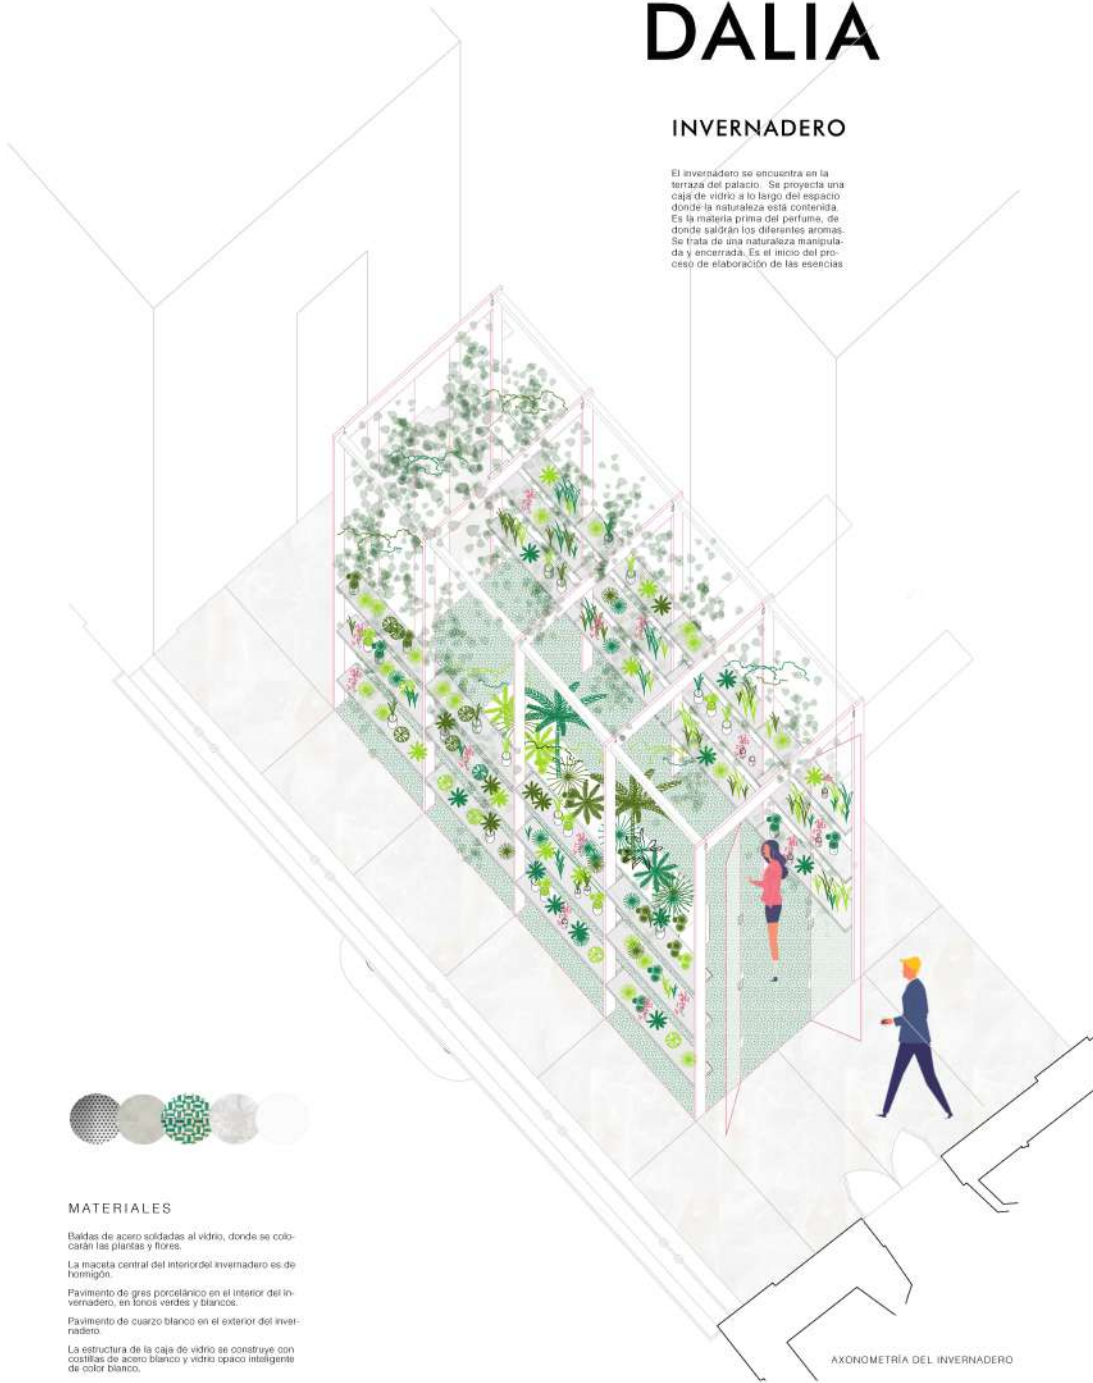 DALIA
INVERNADERO
El invernadero se encuentra en la
terraza del palacio. Se proyecta una
caja de vidrio a lo largo del espacio
donde la naturaleza está contenida.
Es la materia prima del perfume, de
donde saldrán los diferentes aromas.
Se trata de una naturaleza manipula-
da y encerrada. Es el inicio del pro-
ceso de elaboración de las esencias
MATERIALES
Baldas de acero soldadas al vidrio, donde se colo-
carán las plantas y flores.
La maceta central del interiordel invernadero es de
hormigón.
Pavimento de gres porcelánico en el interior del in-
vernadero, en tonos verdes y blancos.
Pavimento de cuarzo blanco en el exterior del inver-
nadero.
La estructura de la caja de vidrio se construye con
costillas de acero blanco y vidrio opaco inteligente
de color blanco.
AXONOMETRÍA DEL INVERNADERO